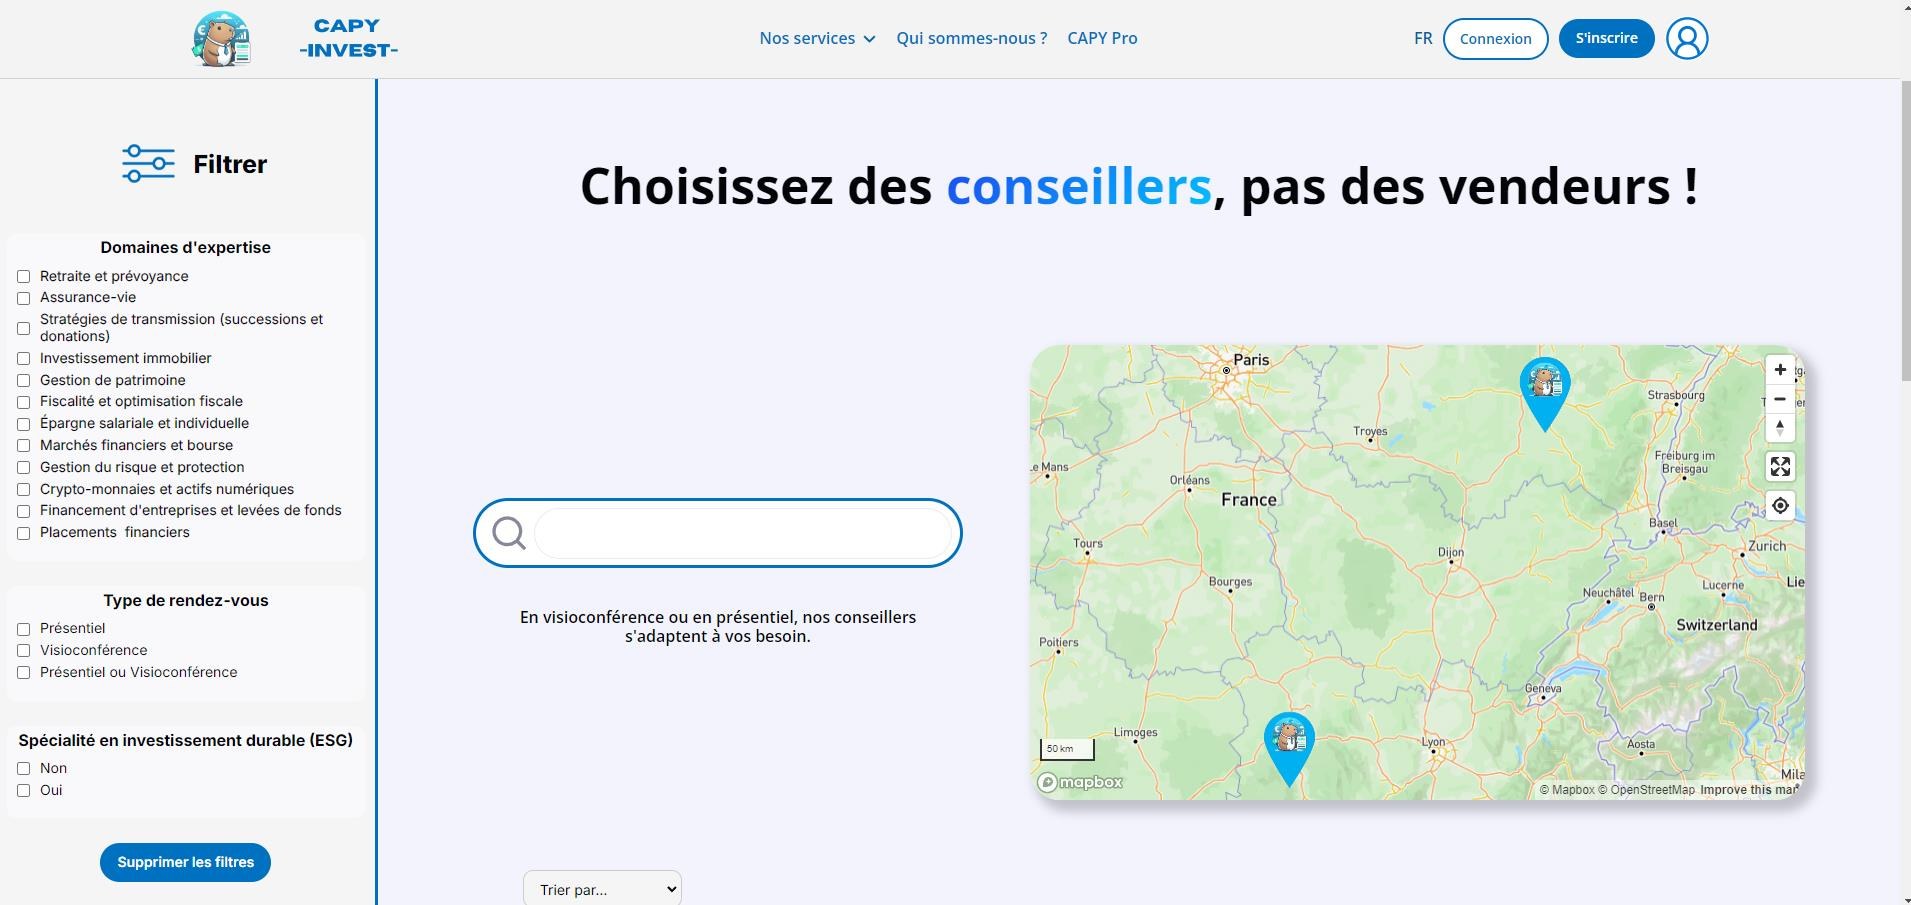 CAPY
-INVEST-
Nos services
Qui sommes-nous ?
CAPY Pro
FR
Connexion
S'inscrire
Filtrer
Domaines d'expertise
Retraite et prévoyance
Assurance-vie
Stratégies de transmission (successions et
donations)
Investissement immobilier
Gestion de patrimoine
Fiscalité et optimisation fiscale
Épargne salariale et individuelle
Marchés financiers et bourse
Gestion du risque et protection
Crypto-monnaies et actifs numériques
Financement d'entreprises et levées de fonds
Placements  financiers
Type de rendez-vous
Présentiel
Visioconférence
Présentiel ou Visioconférence
Spécialité en investissement durable (ESG)
Non
Oui
Supprimer les filtres
Choisissez des conseillers, pas des vendeurs !
En visioconférence ou en présentiel, nos conseillers
s'adaptent à vos besoin.
Trier par...
Paris
Strasbourg
Troyes
Le Mans
Freiburg im
Breisgau
Orléans
France
Basel
Tours
Dijon
Zurich
Bourges
Lucerne
Lie
Neuchâtel
Bern
Switzerland
Poitiers
Geneva
Limoges
Lyon
Aosta
50 km
Mila
mapbox
© Mapbox © OpenStreetMap Improve this map